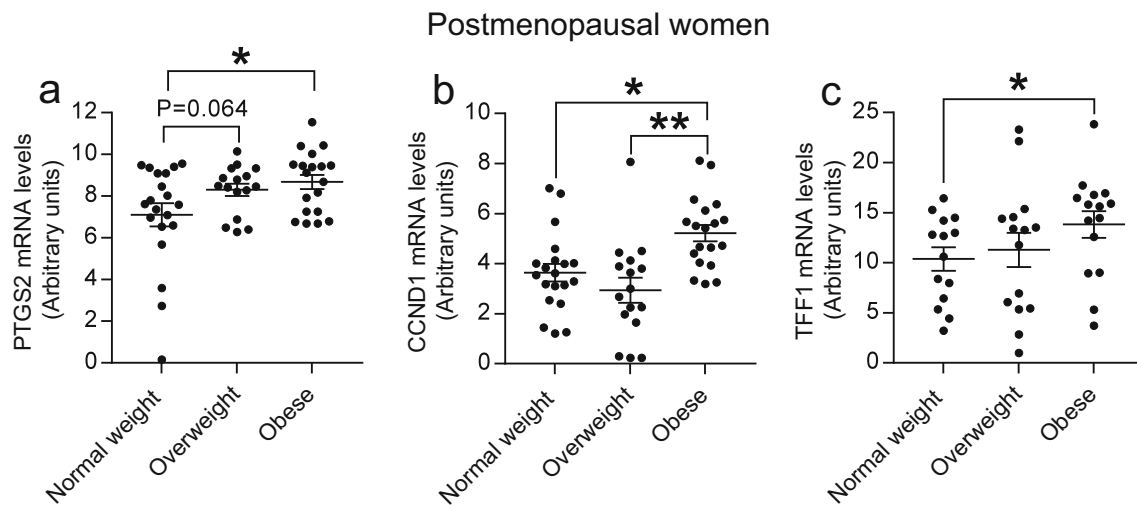 Postmenopausal women
a
PTGS2 mRNA levels
(Arbitrary units)
12
10
8
6
4
2
0
P=0.064
*
Normal weight
Overweight
Obese
b
CCND1 mRNA levels
(Arbitrary units)
10
8
6
4
2
0
*
**
Normal weight
Overweight
Obese
c
TFF1 mRNA levels
(Arbitrary units)
25
20
15
10
5
0
*
Normal weight
Overweight
Obese